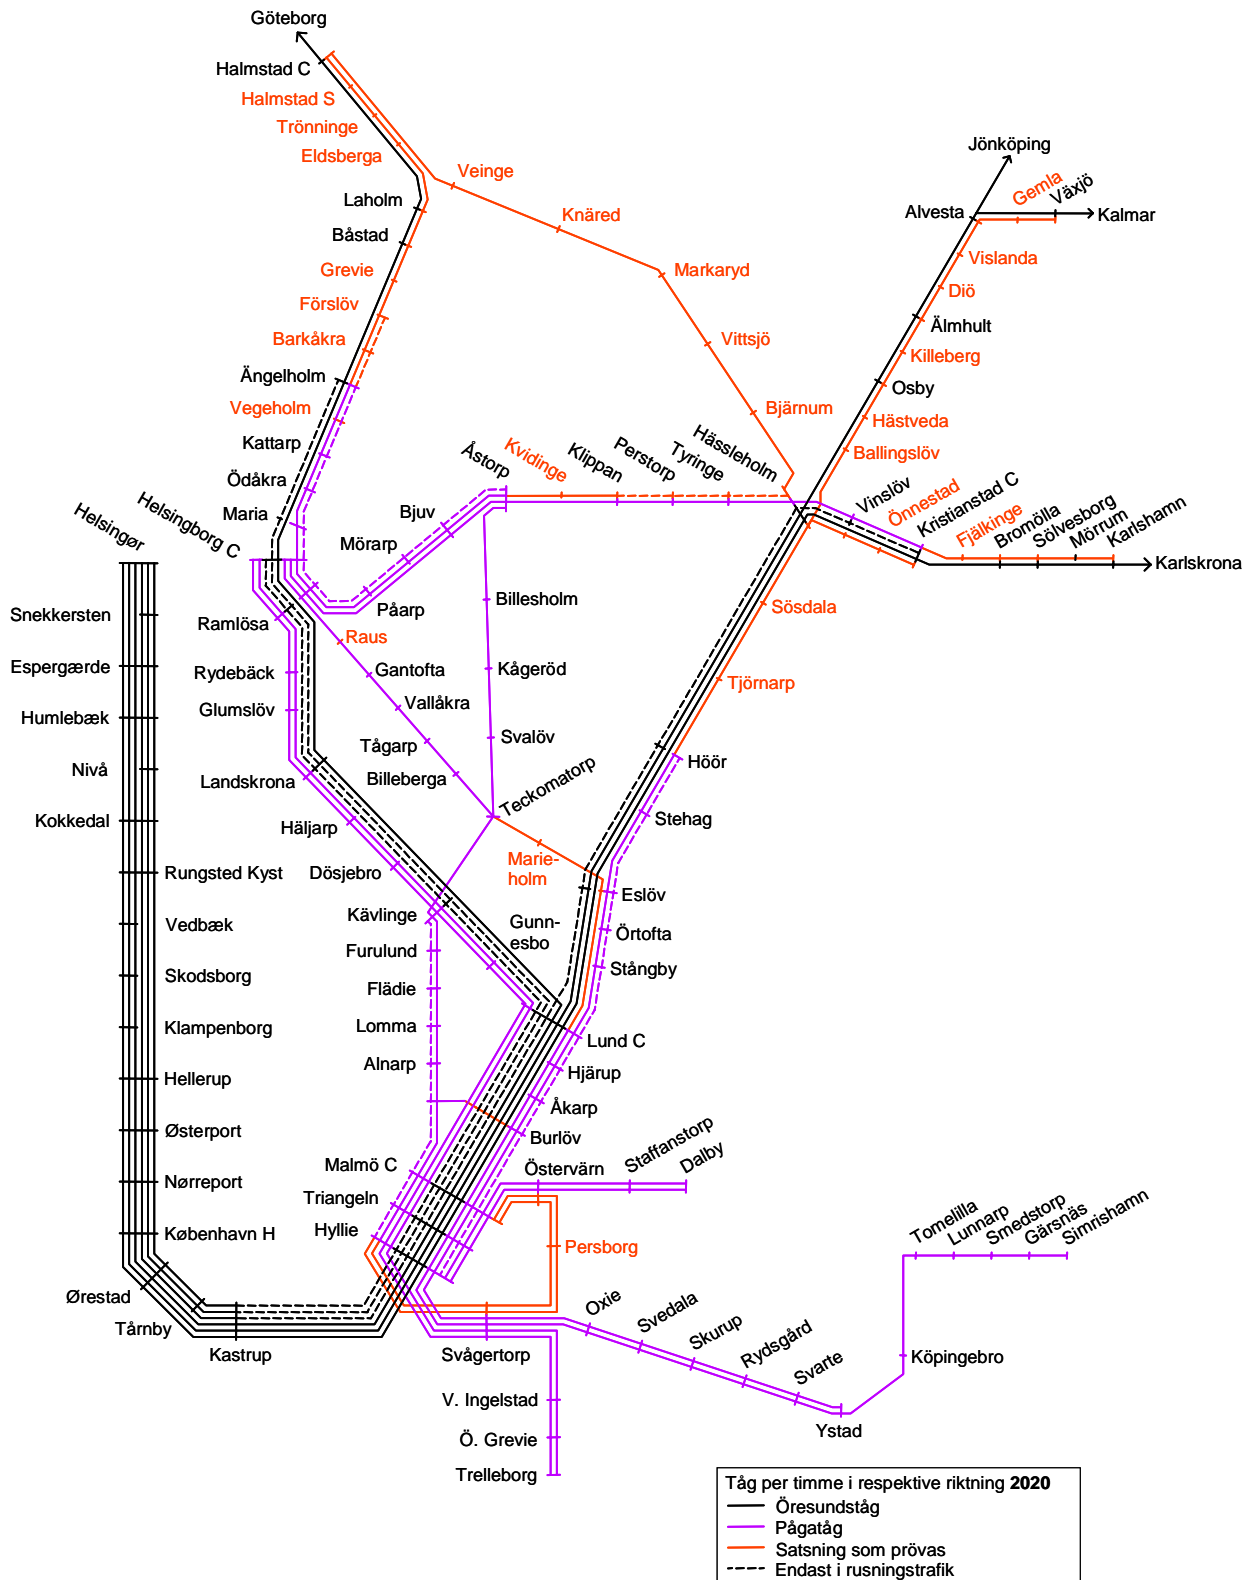 Göteborg
Halmstad C
Halmstad S
Trönninge
Eldsberga
Laholm
Båstad
Grevie
Förslöv
Barkåkra
Ängelholm
Vegeholm
Kattarp
Ödåkra
Maria
Helsingborg C
Helsingør
Veinge
Knäred
Markaryd
Vittsjö
Bjärnum
Jönköping
Gemla
Växjö
Alvesta
Kalmar
Vislanda
Diö
Älmhult
Killeberg
Osby
Hästveda
Ballingslöv
Åstorp
Kvidinge
Klippan
Perstorp
Tyringe
Hässleholm
Vinslöv
Önnestad
Kristianstad C
Fjälkinge
Bromölla
Sölvesborg
Mörrum
Karlshamn
Karlskrona
Bjuv
Mörarp
Påarp
Ramlösa
Raus
Rydebäck
Gantofta
Glumslöv
Vallåkra
Tågarp
Landskrona
Billeberga
Billesholm
Kågeröd
Svalöv
Teckomatorp
Sösdala
Tjörnarp
Höör
Stehag
Häljarp
Dösjebro
Marie-
holm
Eslöv
Kävlinge
Gunn-
esbo
Örtofta
Furulund
Stångby
Flädie
Lomma
Lund C
Alnarp
Hjärup
Åkarp
Burlöv
Snekkersten
Espergærde
Humlebæk
Nivå
Kokkedal
Rungsted Kyst
Vedbæk
Skodsborg
Klampenborg
Hellerup
Østerport
Nørreport
København H
Ørestad
Tårnby
Kastrup
Malmö C
Triangeln
Hyllie
Östervärn
Staffanstorp
Dalby
Persborg
Svågertorp
Oxie
Svedala
Skurup
Rydsgård
Svarte
Ystad
Köpingebro
Tomelilla
Lunnarp
Smedstorp
Gärsnäs
Simrishamn
V. Ingelstad
Ö. Grevie
Trelleborg
Tåg per timme i respektive riktning 2020
Öresundståg
Pågatåg
Satsning som prövas
Endast i rusningstrafik